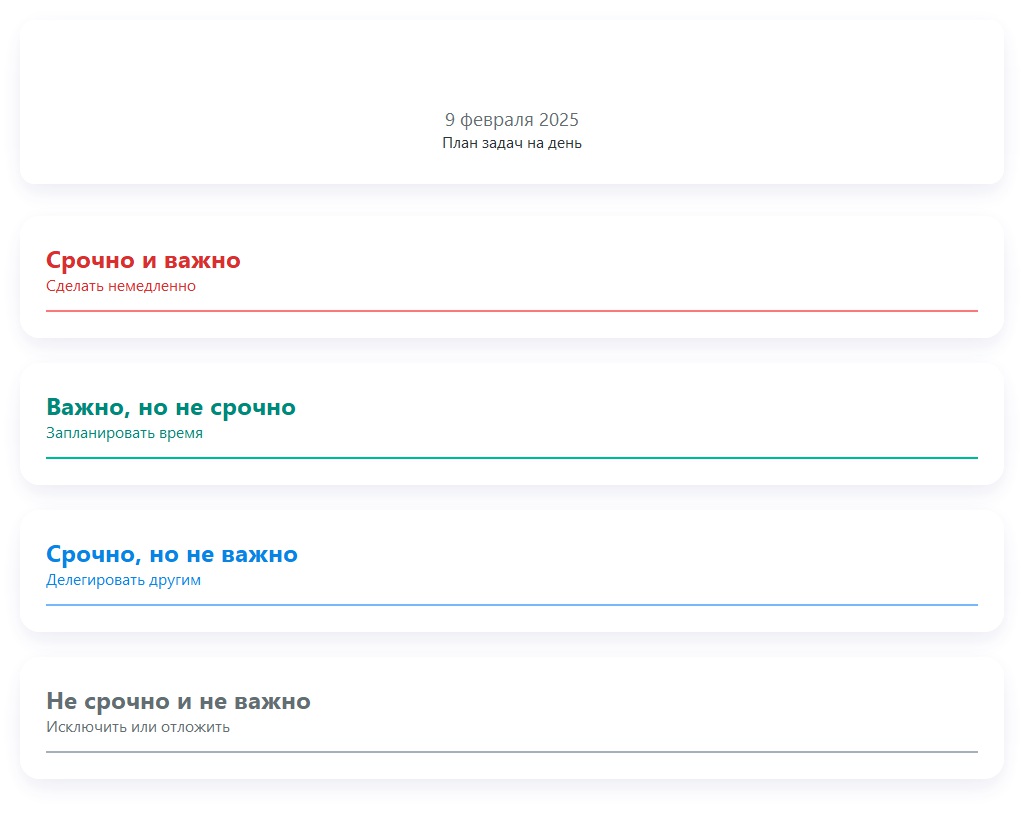 9 февраля 2025
План задач на день
Срочно и важно
Сделать немедленно
Важно, но не срочно
Запланировать время
Срочно, но не важно
Делегировать другим
Не срочно и не важно
Исключить или отложить